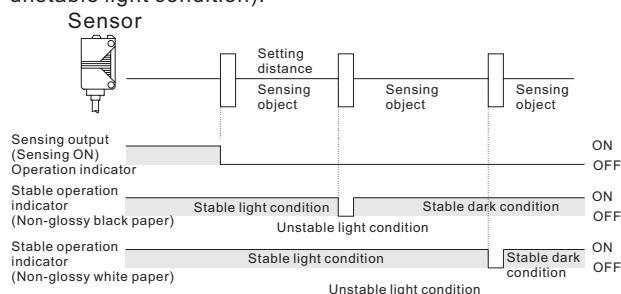 unstable light condition).
Sensor
Setting
distance
Sensing
object
Sensing
object
Sensing
object
Sensing output
(Sensing ON)
Operation indicator
ON
OFF
Stable operation
indicator
(Non-glossy black paper)
Stable light condition
Stable dark condition
ON
OFF
Unstable light condition
Stable operation
indicator
(Non-glossy white paper)
Stable light condition
Stable dark
condition
ON
OFF
Unstable light condition